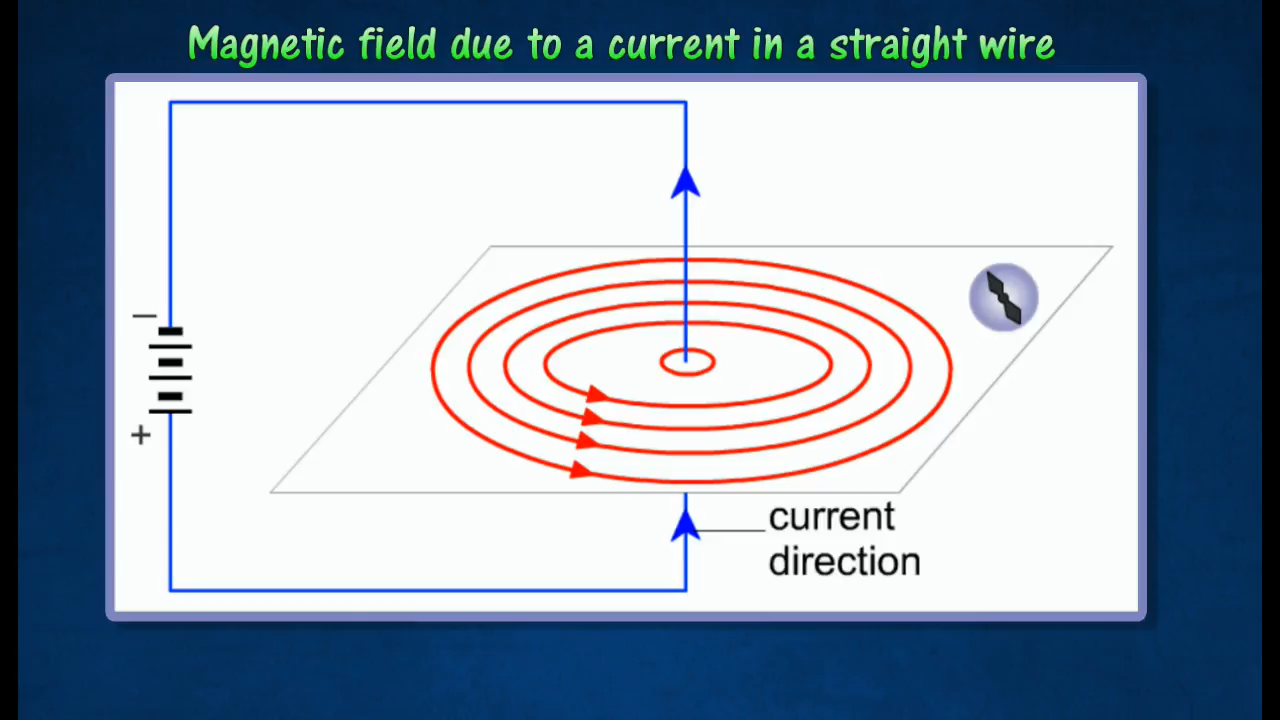 Magnetic field due to a current in a straight wire
−
+
current
direction